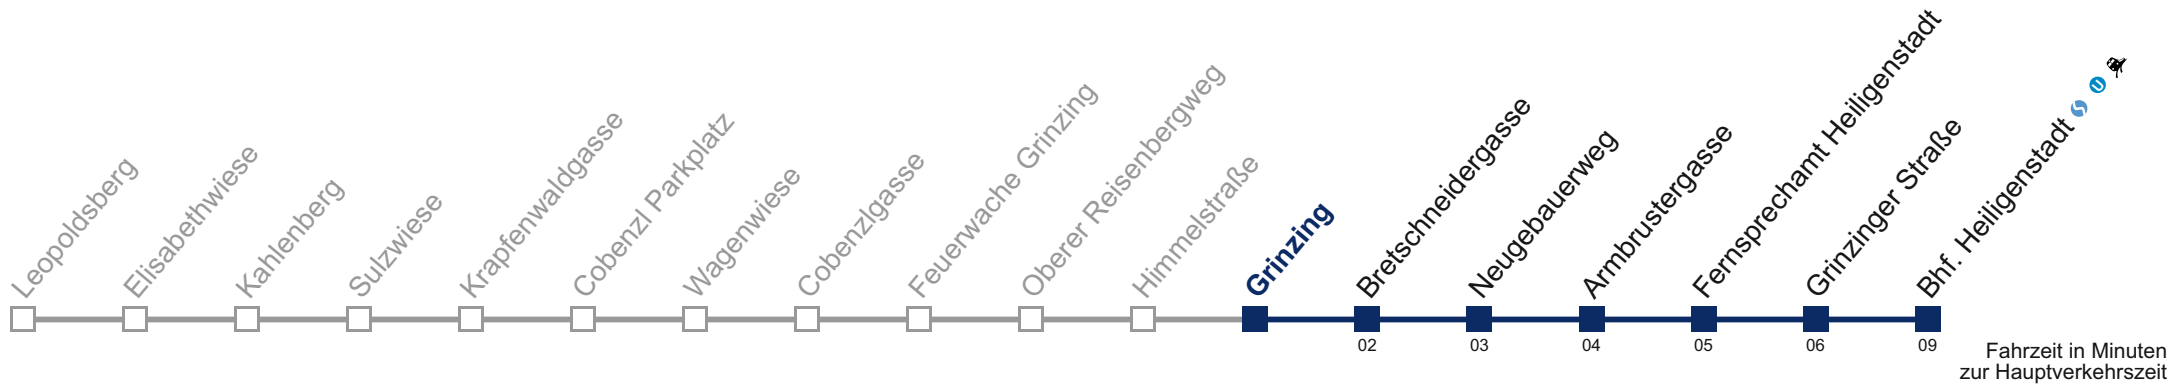 Leopoldsberg
Elisabethwiese
Kahlenberg
Sulzwiese
Krapfenwaldgasse
Cobenzl Parkplatz
Wagenwiese
Cobenzlgasse
Feuerwache Grinzing
Oberer Reisenbergweg
Himmelstraße
Grinzing
Bretschneidergasse
Neugebauerweg
Armbrustergasse
Fernsprechamt Heiligenstadt
Grinzinger Straße
Bhf. Heiligenstadt S U
02
03
04
05
06
09
Fahrzeit in Minuten
zur Hauptverkehrszeit